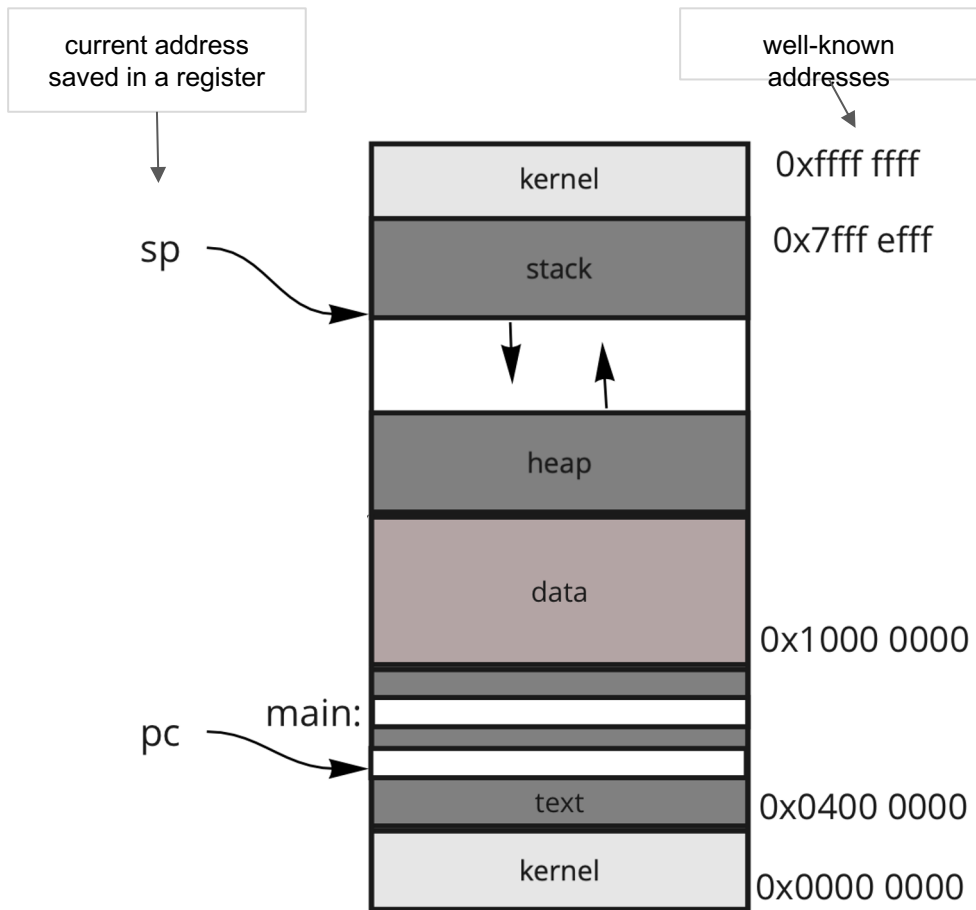 current address
saved in a register
well-known
addresses
kernel
0xffff ffff
sp
stack
0x7fff efff
heap
data
0x1000 0000
main:
pc
text
0x0400 0000
kernel
0x0000 0000